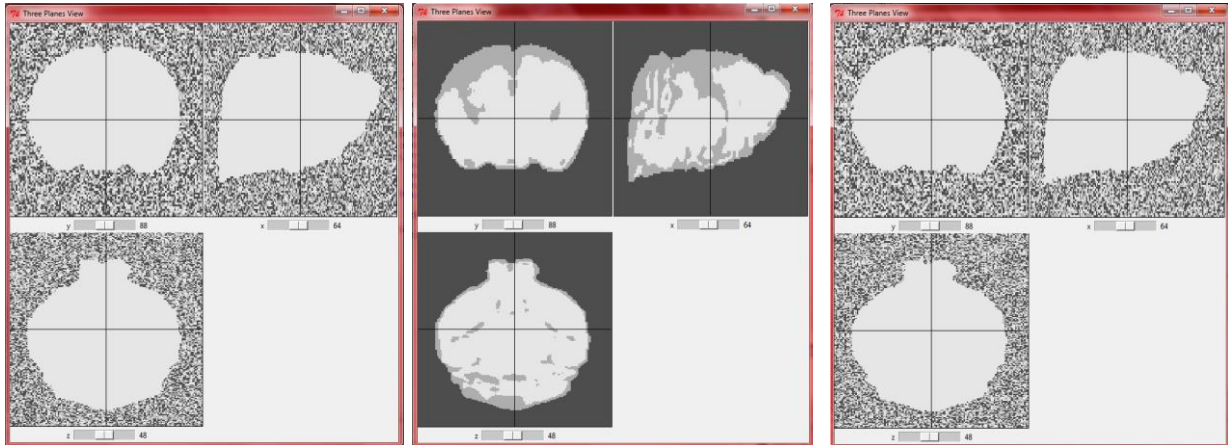 Three Planes View
y 88
x 64
z 48
Three Planes View
y 88
x 64
z 48
Three Planes View
y 88
x 64
z 48